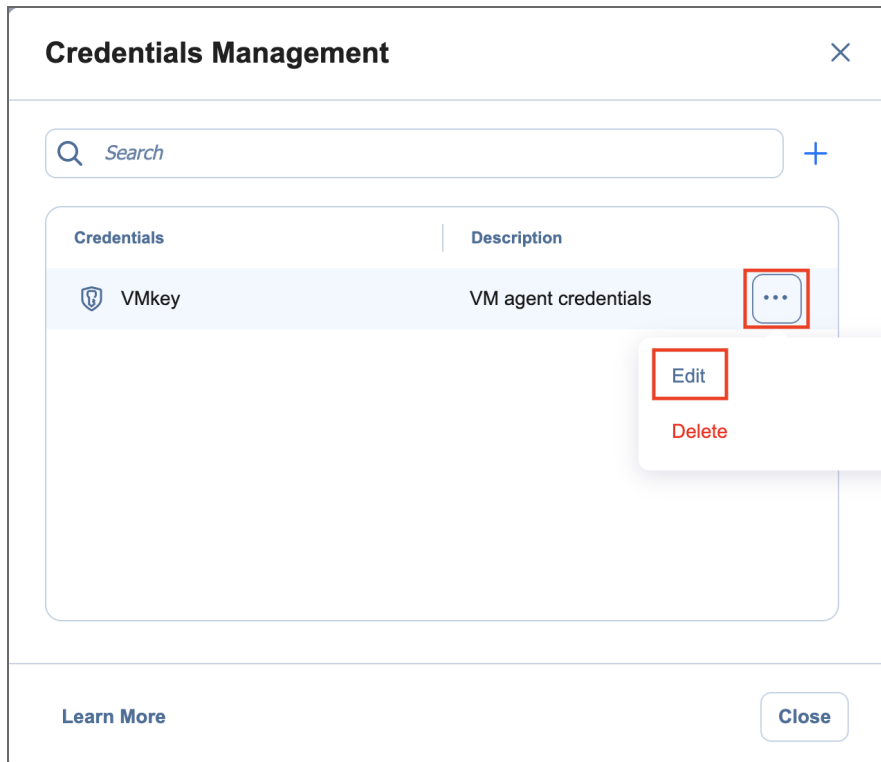 Credentials Management
Search
Credentials Description
VMkey VM agent credentials
Edit
Delete
Learn More Close